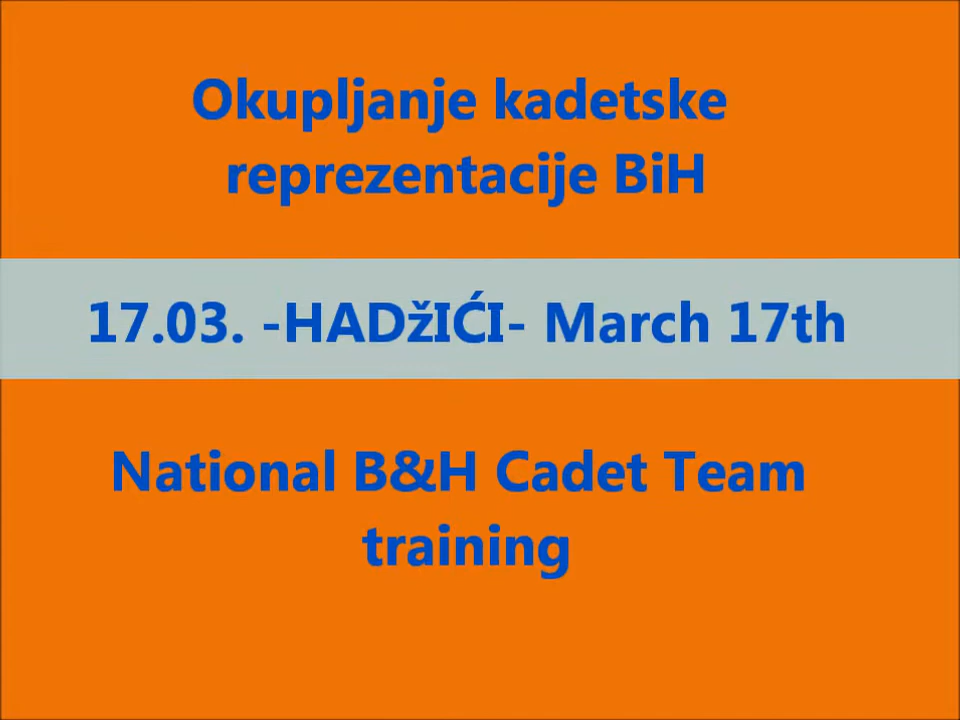 Okupljanje kadetske
reprezentacije BiH
17.03. -HADžIĆI- March 17th
National B&H Cadet Team
training